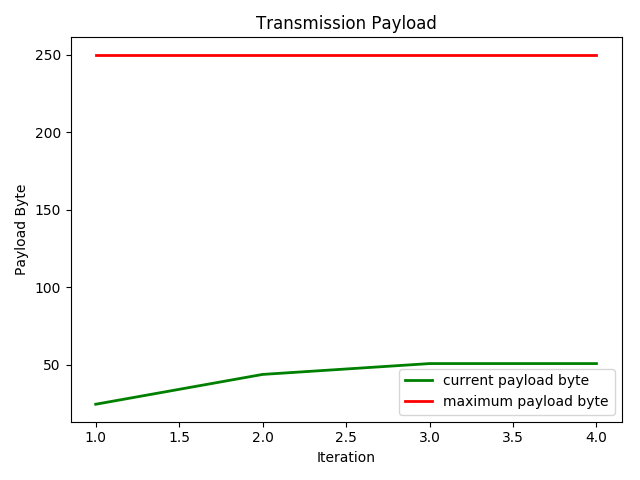 Transmission Payload
Payload Byte
250
200
150
100
50
current payload byte
maximum payload byte
1.0 1.5 2.0 2.5 3.0 3.5 4.0
Iteration